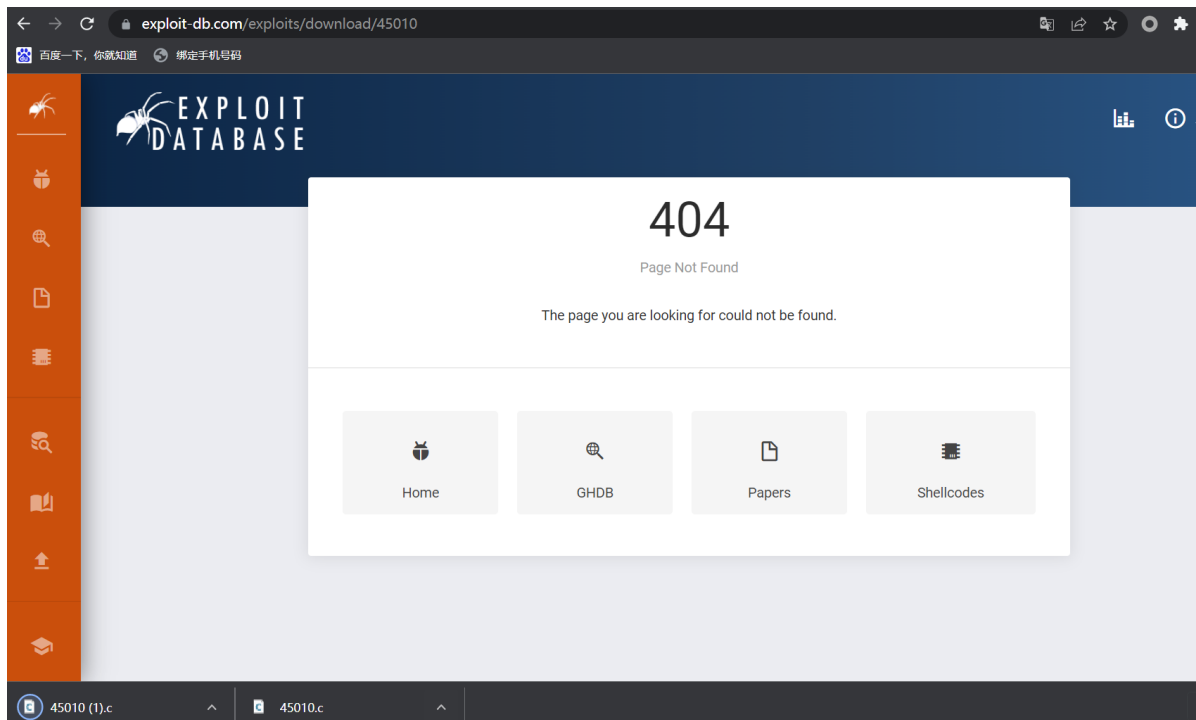 exploit-db.com/exploits/download/45010
百度一下，你就知道 绑定手机号码
EXPLOIT
DATABASE
404
Page Not Found
The page you are looking for could not be found.
Home GHDB Papers Shellcodes
45010 (1).c 45010.c